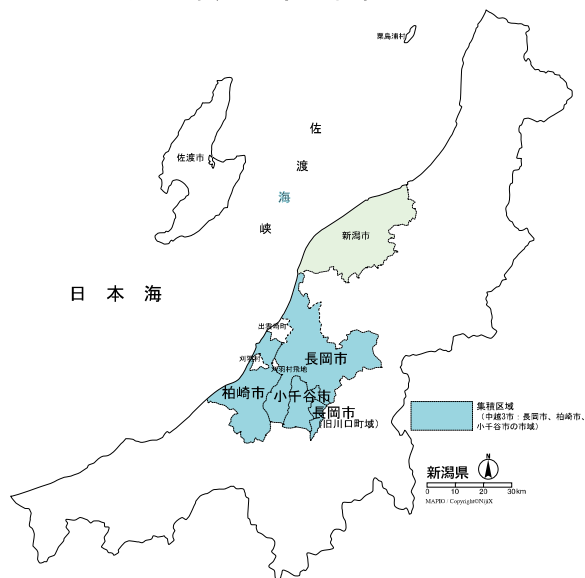 粟島浦村
佐
渡
海
峡
佐渡市
新潟市
日本海
出雲崎町
刈羽村
刈羽村飛地
長岡市
柏崎市
小千谷市
長岡市
(旧川口町域)
集積区域
(中越3市:長岡市、柏崎市、
小千谷市の市域)
新潟県
N
0 10 20 30km
MAPIO / Copyright©NijiX